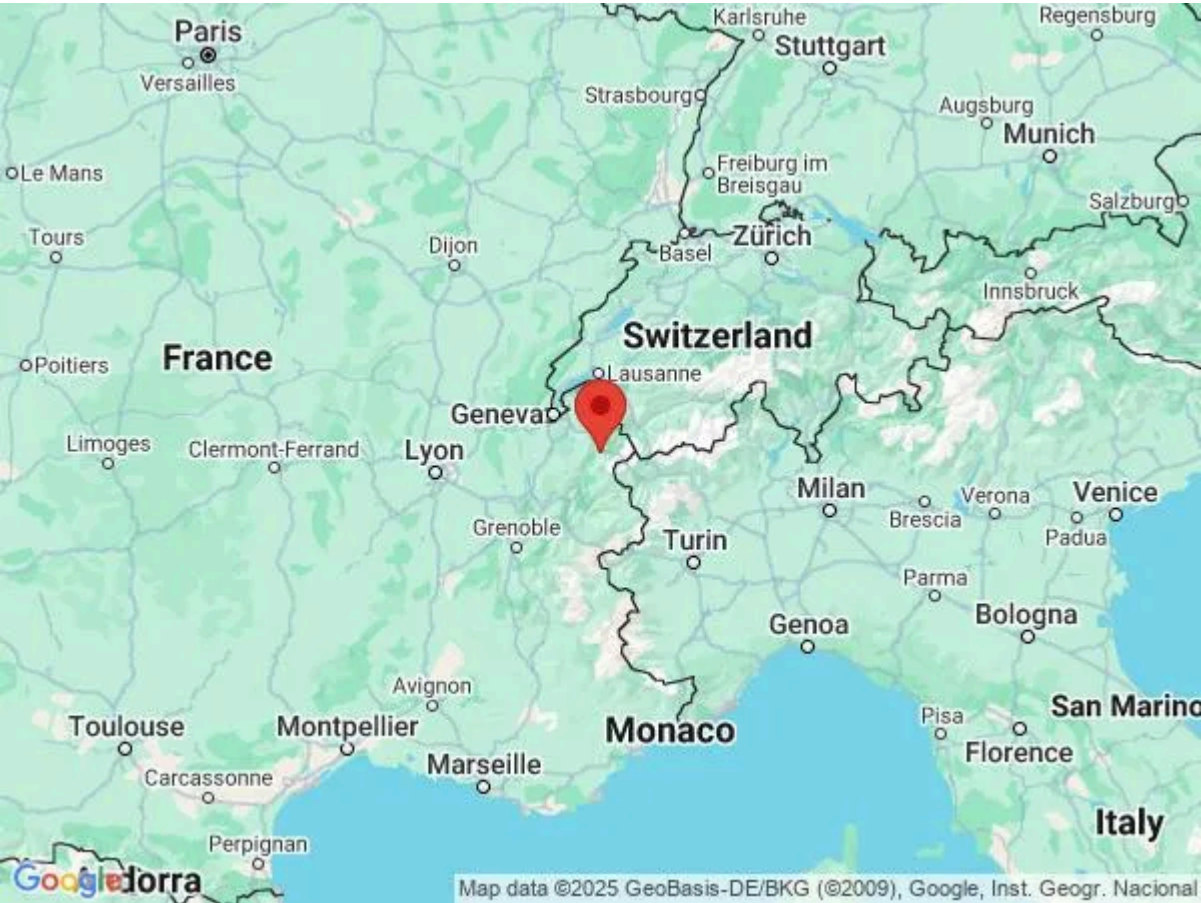 Paris
Karlsruhe
Regensburg
Stuttgart
Versailles
Strasbourg
Augsburg
Munich
Le Mans
Freiburg im
Breisgau
Salzburg
Tours
Dijon
Basel
Zürich
Innsbruck
Switzerland
France
Poitiers
Lausanne
Geneva
Limoges
Clermont-Ferrand
Lyon
Milan
Verona
Venice
Brescia
Padua
Grenoble
Turin
Parma
Genoa
Bologna
Avignon
San Marino
Toulouse
Montpellier
Monaco
Pisa
Florence
Marseille
Carcassonne
Italy
Perpignan
Google
dorra
Map data ©2025 GeoBasis-DE/BKG (©2009), Google, Inst. Geogr. Nacional